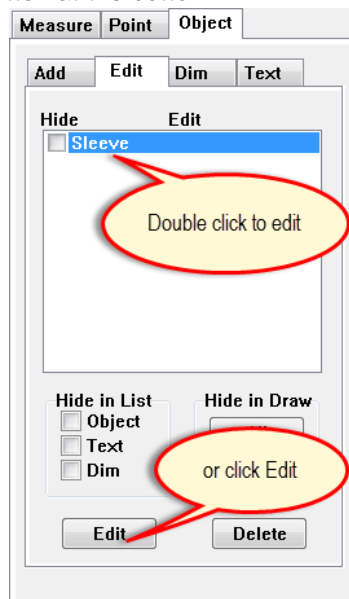 Measure Point Object
Add Edit Dim Text
Hide Edit
Sleeve
Double click to edit
Hide in List Hide in Draw
Object
Text
Dim
or click Edit
Edit Delete